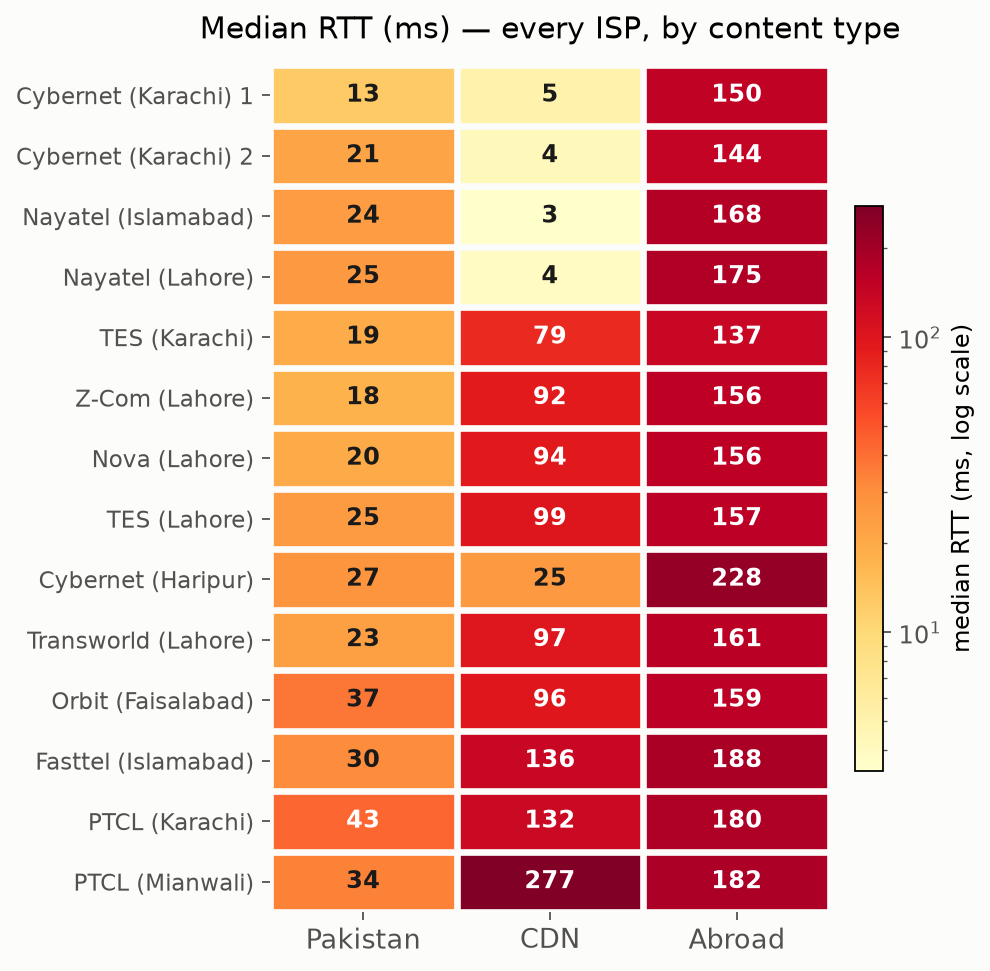 Median RTT (ms) — every ISP, by content type
Cybernet (Karachi) 1 13 5 150
Cybernet (Karachi) 2 21 4 144
Nayatel (Islamabad) 24 3 168
Nayatel (Lahore) 25 4 175
TES (Karachi) 19 79 137
Z-Com (Lahore) 18 92 156
Nova (Lahore) 20 94 156
TES (Lahore) 25 99 157
Cybernet (Haripur) 27 25 228
Transworld (Lahore) 23 97 161
Orbit (Faisalabad) 37 96 159
Fasttel (Islamabad) 30 136 188
PTCL (Karachi) 43 132 180
PTCL (Mianwali) 34 277 182
Pakistan CDN Abroad
10²
10¹
median RTT (ms, log scale)